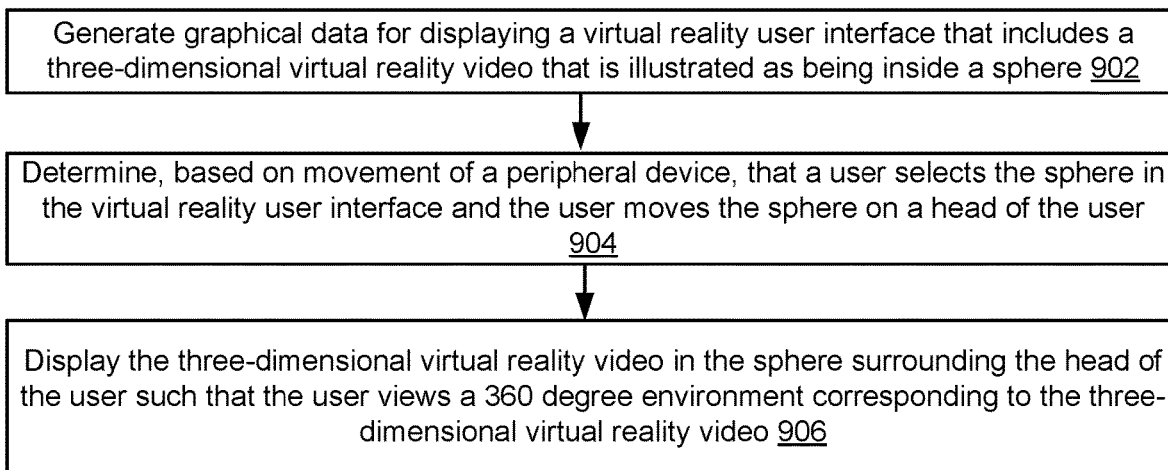 Generate graphical data for displaying a virtual reality user interface that includes a
three-dimensional virtual reality video that is illustrated as being inside a sphere 902
Determine, based on movement of a peripheral device, that a user selects the sphere in
the virtual reality user interface and the user moves the sphere on a head of the user
904
Display the three-dimensional virtual reality video in the sphere surrounding the head of
the user such that the user views a 360 degree environment corresponding to the three-
dimensional virtual reality video 906